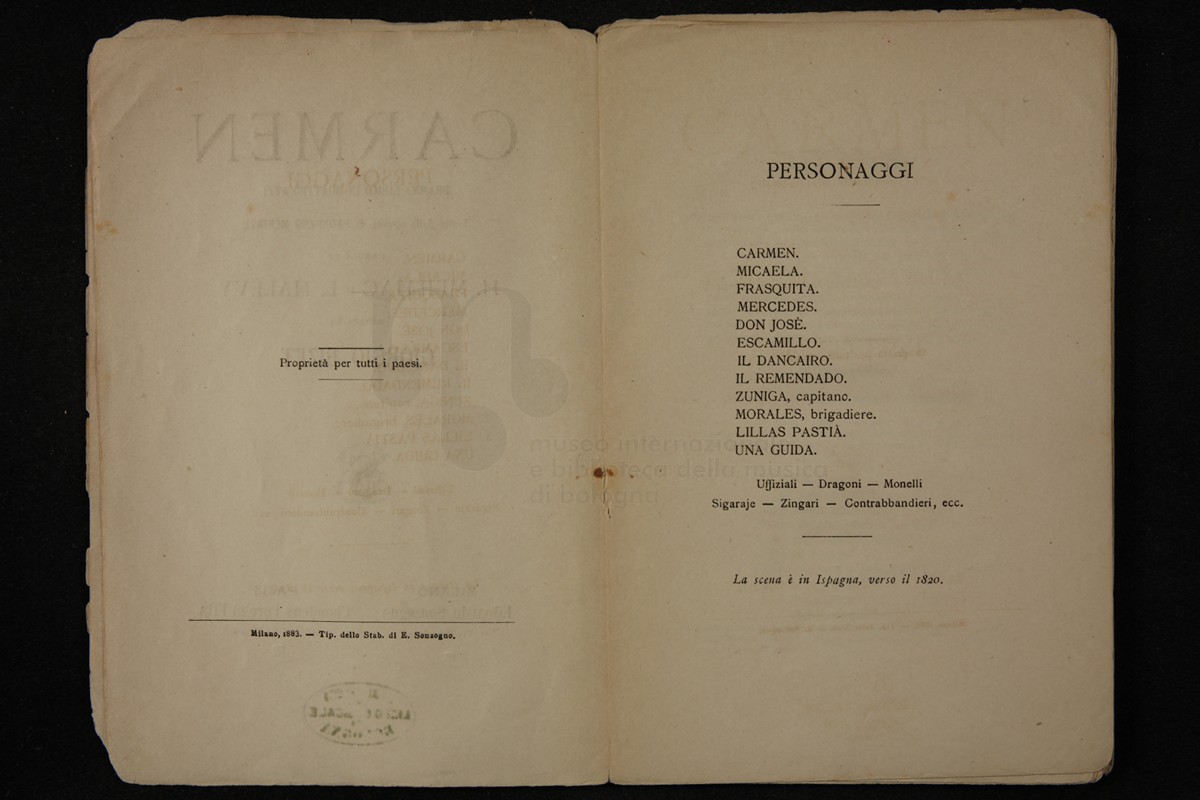 CARMEN
Proprietà per tutti i paesi.
Milano, 1883. — Tip. dello Stab. di E. Sonzogno.
PERSONAGGI
CARMEN.
MICAELA.
FRASQUITA.
MERCEDES.
DON JOSÈ.
ESCAMILLO.
IL DANCAIRO.
IL REMENDADO.
ZUNIGA, capitano.
MORALES, brigadiere.
LILLAS PASTIÀ.
UNA GUIDA.
Uffiziali — Dragoni — Monelli
Sigaraje — Zingari — Contrabbandieri, ecc.
La scena è in Ispagna, verso il 1820.
museo internazionale
e biblioteca della musica
di bologna